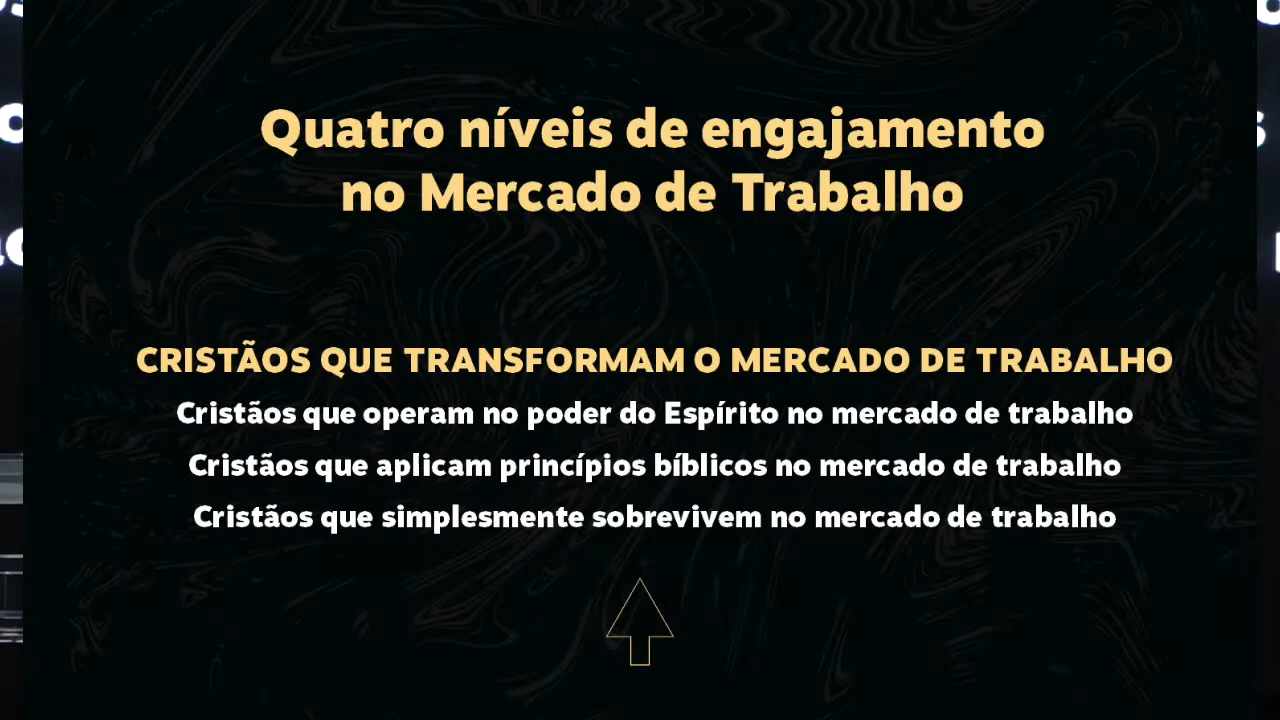 Quatro níveis de engajamento
no Mercado de Trabalho
CRISTÃOS QUE TRANSFORMAM O MERCADO DE TRABALHO
Cristãos que operam no poder do Espírito no mercado de trabalho
Cristãos que aplicam princípios bíblicos no mercado de trabalho
Cristãos que simplesmente sobrevivem no mercado de trabalho